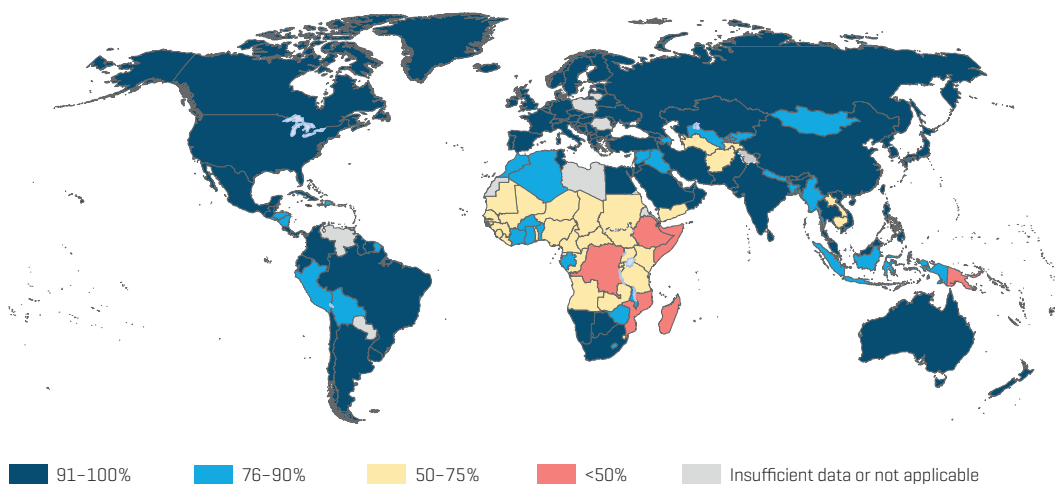 91–100% 76–90% 50–75% <50% Insufficient data or not applicable